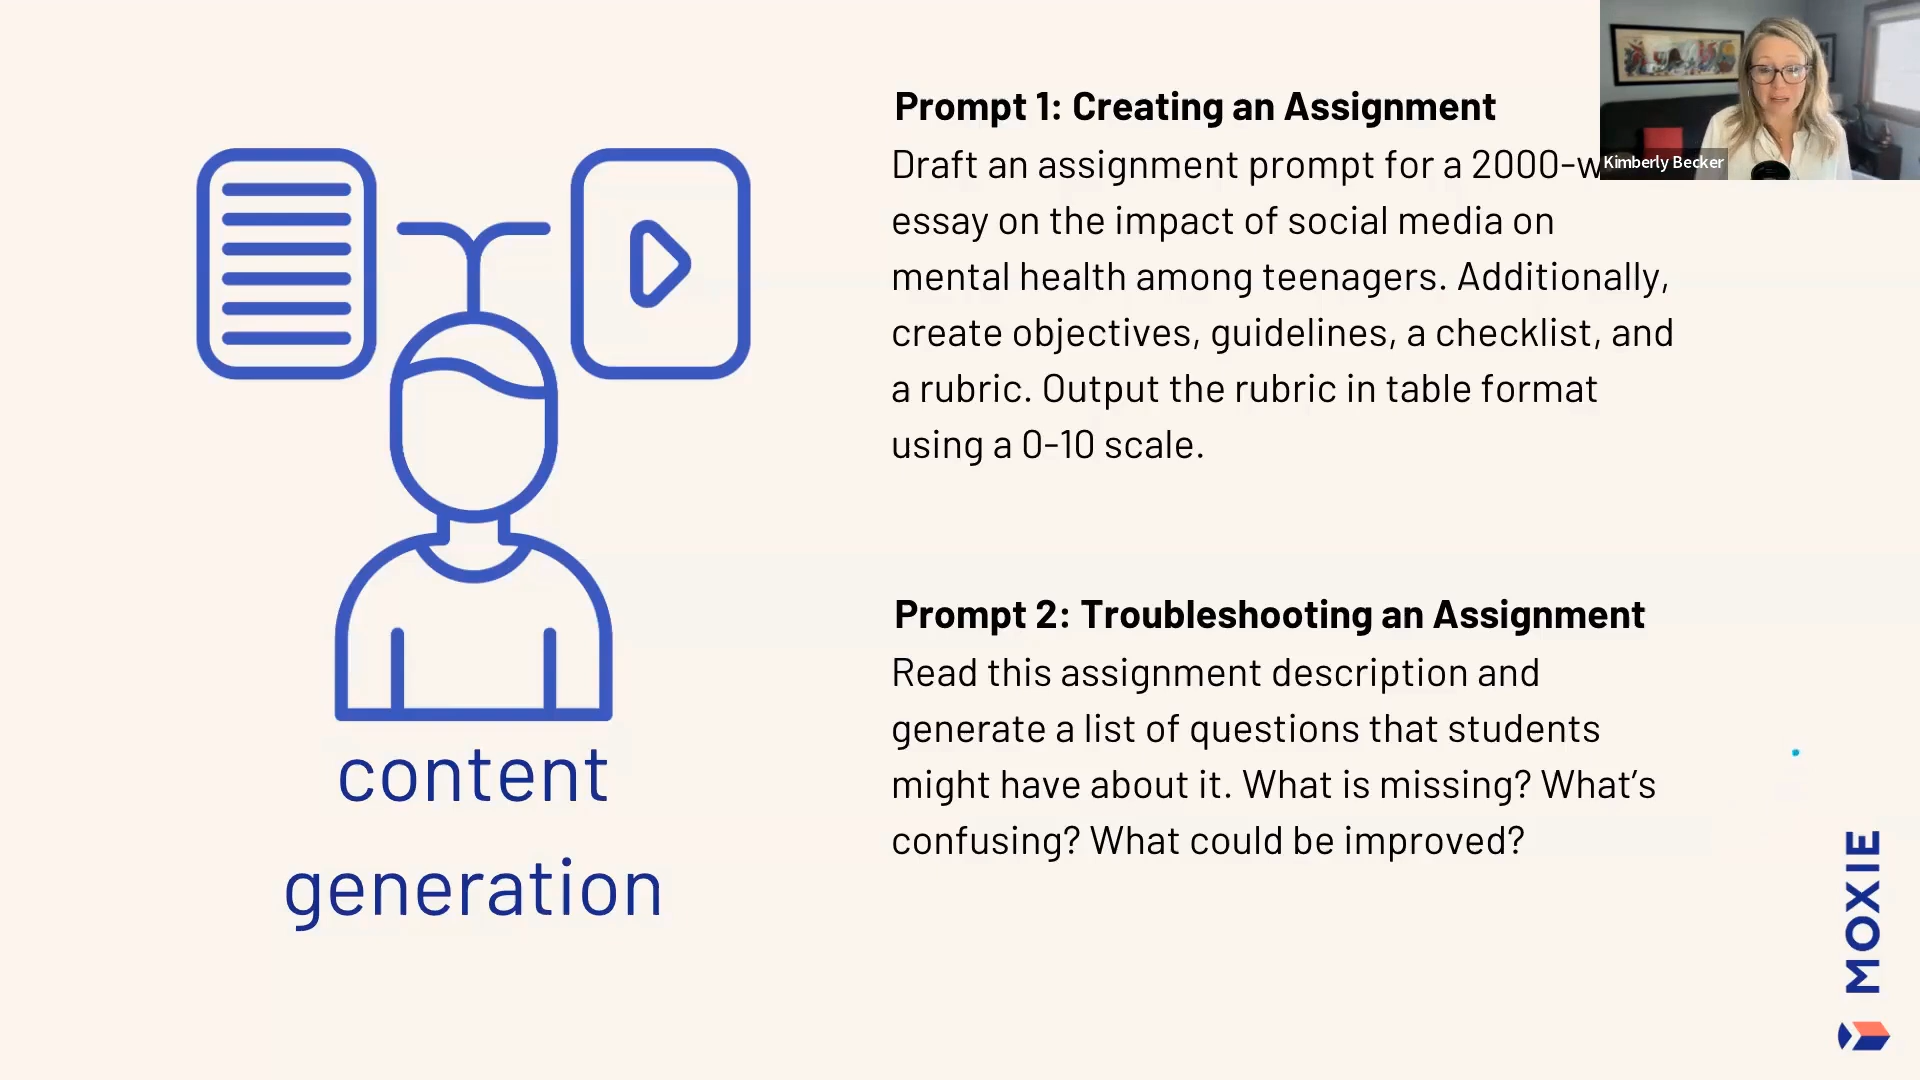 Prompt 1: Creating an Assignment
Draft an assignment prompt for a 2000-w
essay on the impact of social media on
mental health among teenagers. Additionally,
create objectives, guidelines, a checklist, and
a rubric. Output the rubric in table format
using a 0-10 scale.
Kimberly Becker
Prompt 2: Troubleshooting an Assignment
Read this assignment description and
generate a list of questions that students
might have about it. What is missing? What's
confusing? What could be improved?
content
generation
MOXIE